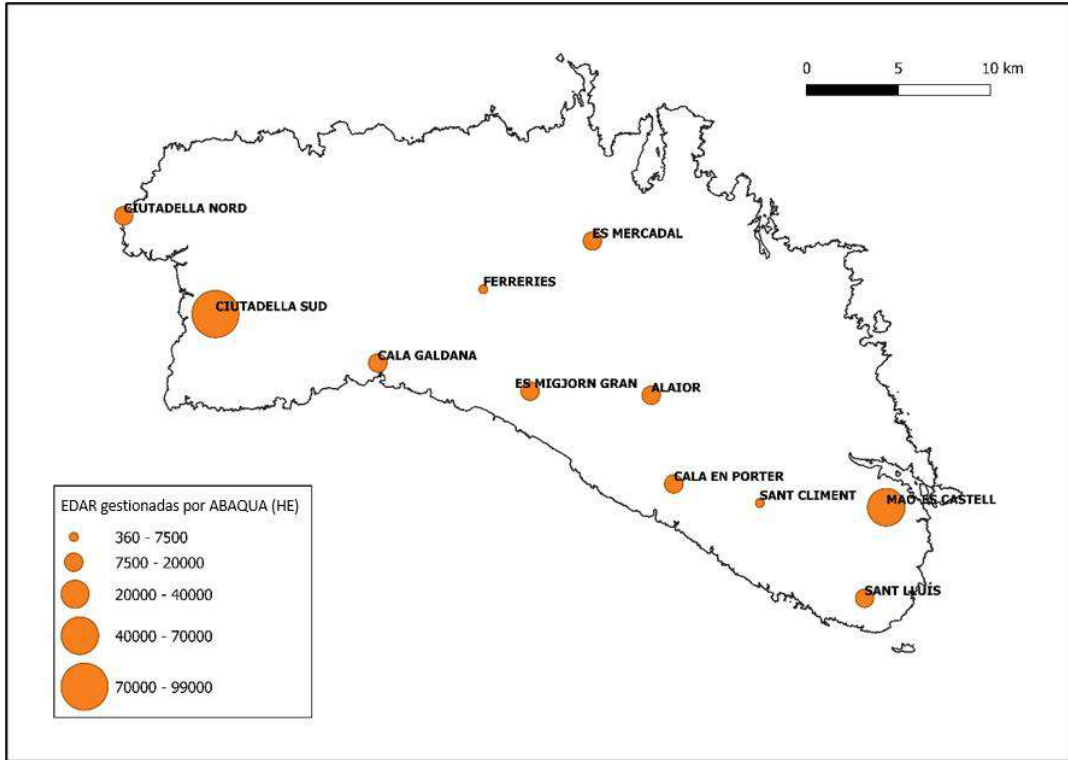 0 5 10 km
CIUTADELLA NORD
ES MERCADAL
FERRERIES
CIUTADELLA SUD
CALA GALDANA
ES MIGJORN GRAN
ALAIOR
CALA EN PORTER
SANT CLIMENT
MAÓ-ES CASTELL
SANT LLUÍS
EDAR gestionadas por ABAQUA (HE)
360 - 7500
7500 - 20000
20000 - 40000
40000 - 70000
70000 - 99000